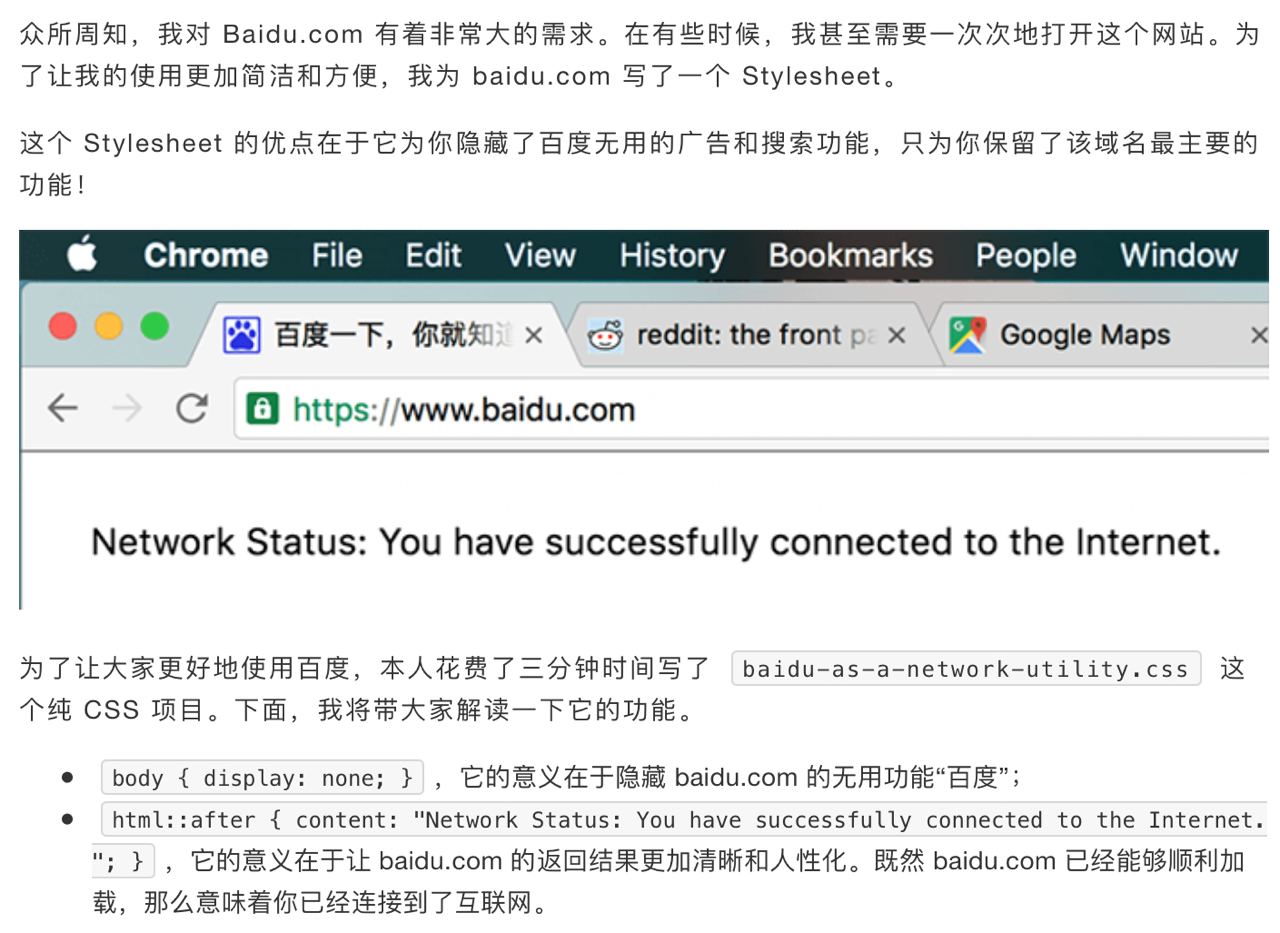 众所周知，我对 Baidu.com 有着非常大的需求。在有些时候，我甚至需要一次次地打开这个网站。为
了让我的使用更加简洁和方便，我为 baidu.com 写了一个 Stylesheet。
这个 Stylesheet 的优点在于它为你隐藏了百度无用的广告和搜索功能，只为你保留了该域名最主要的
功能！
Chrome File Edit View History Bookmarks People Window
百度一下，你就知道 reddit: the front pa Google Maps
https://www.baidu.com
Network Status: You have successfully connected to the Internet.
为了让大家更好地使用百度，本人花费了三分钟时间写了 baidu-as-a-network-utility.css 这
个纯 CSS 项目。下面，我将带大家解读一下它的功能。
• body { display: none; } ，它的意义在于隐藏 baidu.com 的无用功能“百度”；
• html::after { content: "Network Status: You have successfully connected to the Internet.
"; } ，它的意义在于让 baidu.com 的返回结果更加清晰和人性化。既然 baidu.com 已经能够顺利加
载，那么意味着你已经连接到了互联网。